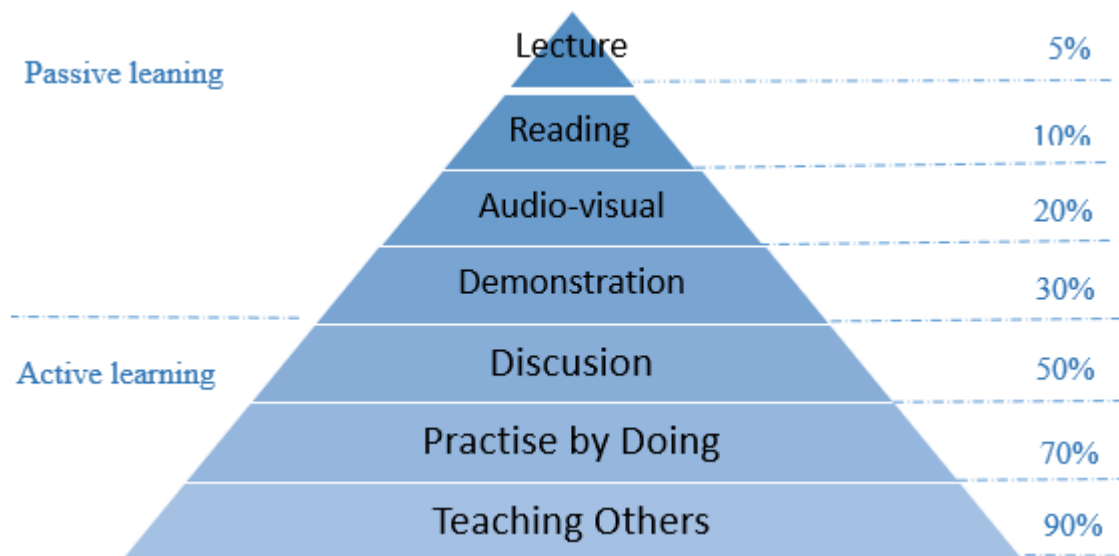 Lecture 5%
Passive leaning
Reading 10%
Audio-visual 20%
Demonstration 30%
Active learning
Discusion 50%
Practise by Doing 70%
Teaching Others 90%